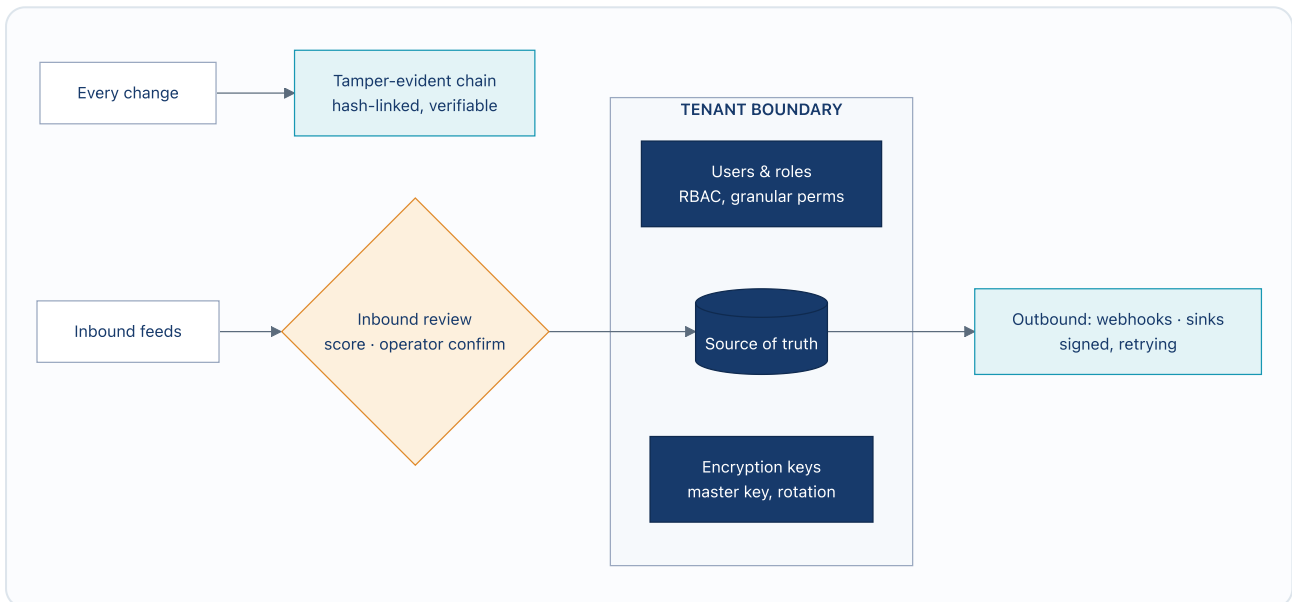 Every change
Tamper-evident chain
hash-linked, verifiable
TENANT BOUNDARY
Users & roles
RBAC, granular perms
Inbound feeds
Inbound review
score · operator confirm
Source of truth
Outbound: webhooks · sinks
signed, retrying
Encryption keys
master key, rotation